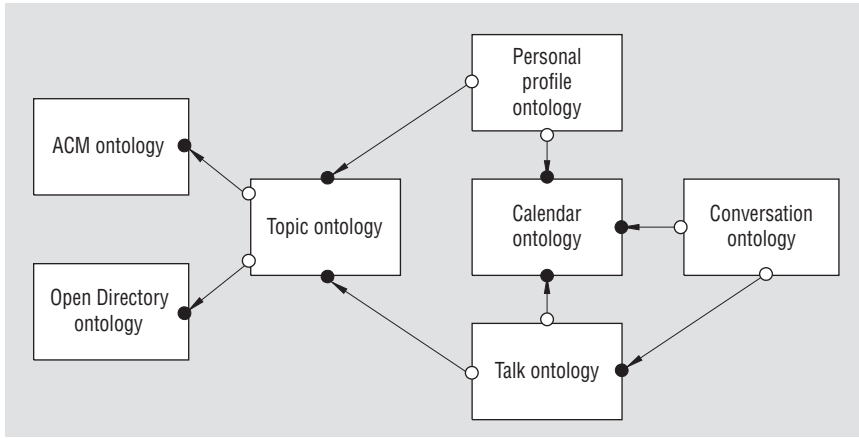 Personal
profile
ontology
ACM ontology
Topic ontology
Calendar
ontology
Conversation
ontology
Open Directory
ontology
Talk ontology